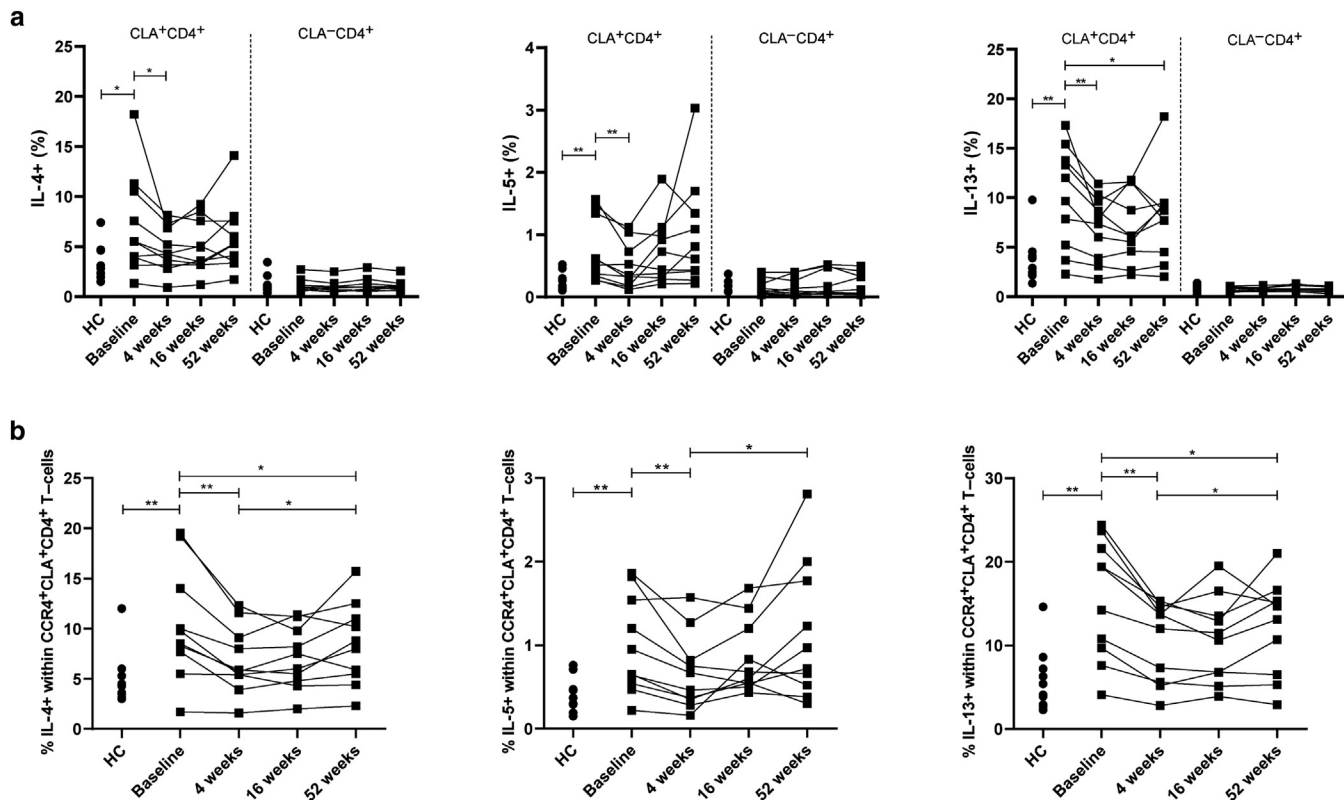 a
CLA⁺CD4⁺
CLA⁻CD4⁺
IL-4+ (%)
25
20
15
10
5
0
*
*
HC
Baseline
4 weeks
16 weeks
52 weeks
HC
Baseline
4 weeks
16 weeks
52 weeks
CLA⁺CD4⁺
CLA⁻CD4⁺
IL-5+ (%)
4
3
2
1
0
**
**
HC
Baseline
4 weeks
16 weeks
52 weeks
HC
Baseline
4 weeks
16 weeks
52 weeks
CLA⁺CD4⁺
CLA⁻CD4⁺
IL-13+ (%)
25
20
15
10
5
0
*
**
**
HC
Baseline
4 weeks
16 weeks
52 weeks
HC
Baseline
4 weeks
16 weeks
52 weeks
b
% IL-4+ within CCR4⁺CLA⁺CD4⁺ T–cells
25
20
15
10
5
0
*
**
**
*
HC
Baseline
4 weeks
16 weeks
52 weeks
% IL-5+ within CCR4⁺CLA⁺CD4⁺ T–cells
3
2
1
0
*
**
**
HC
Baseline
4 weeks
16 weeks
52 weeks
% IL-13+ within CCR4⁺CLA⁺CD4⁺ T–cells
30
20
10
0
*
**
**
*
HC
Baseline
4 weeks
16 weeks
52 weeks